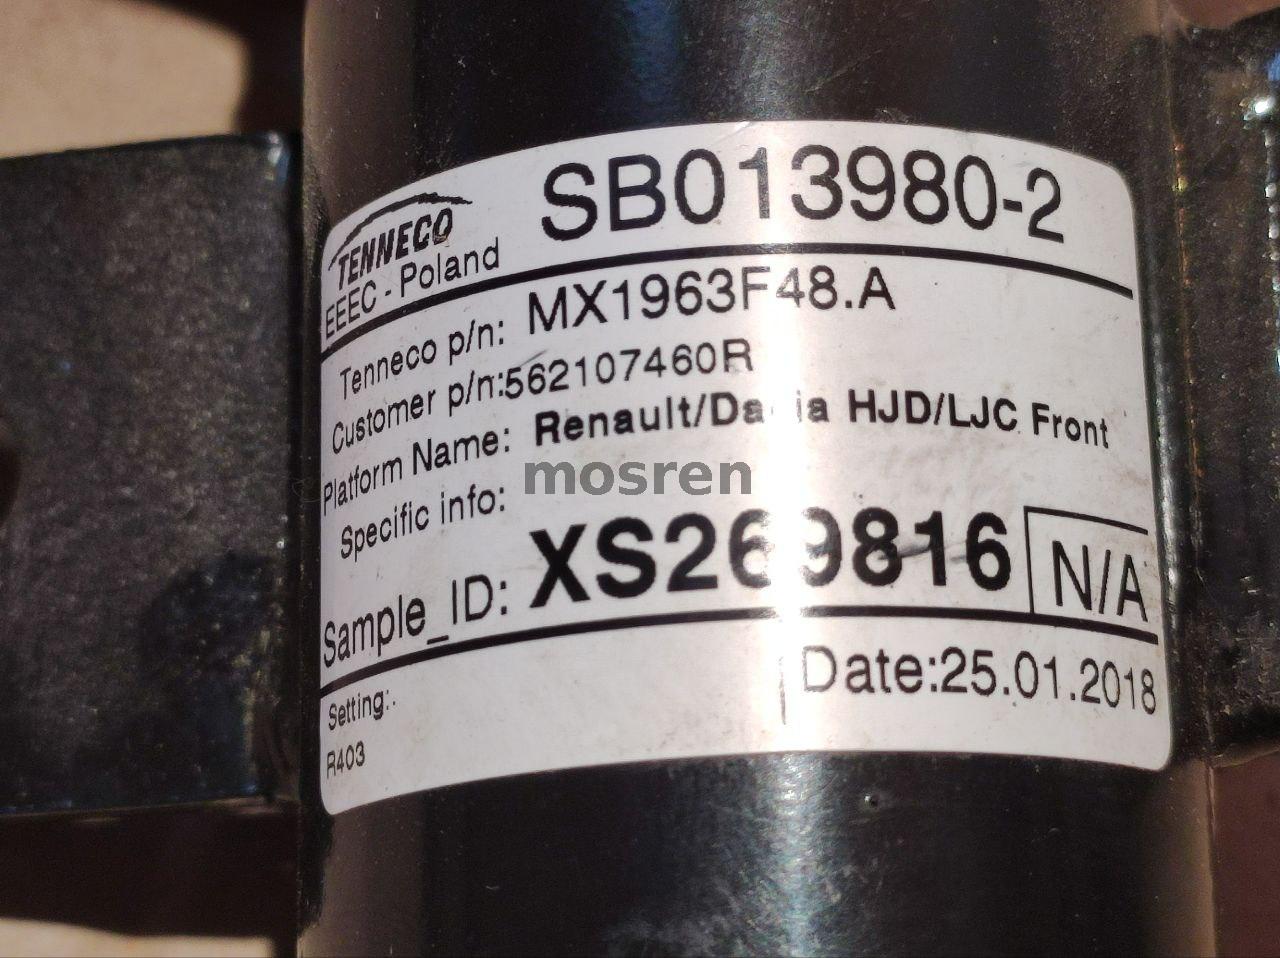 TENNECO
EEEC - Poland
SB013980-2
Tenneco p/n: MX1963F48.A
Customer p/n:562107460R
Platform Name: Renault/Dacia HJD/LJC Front
Specific info:
mosren
Sample_ID: XS269816 N/A
Setting:.
Date:25.01.2018
R403